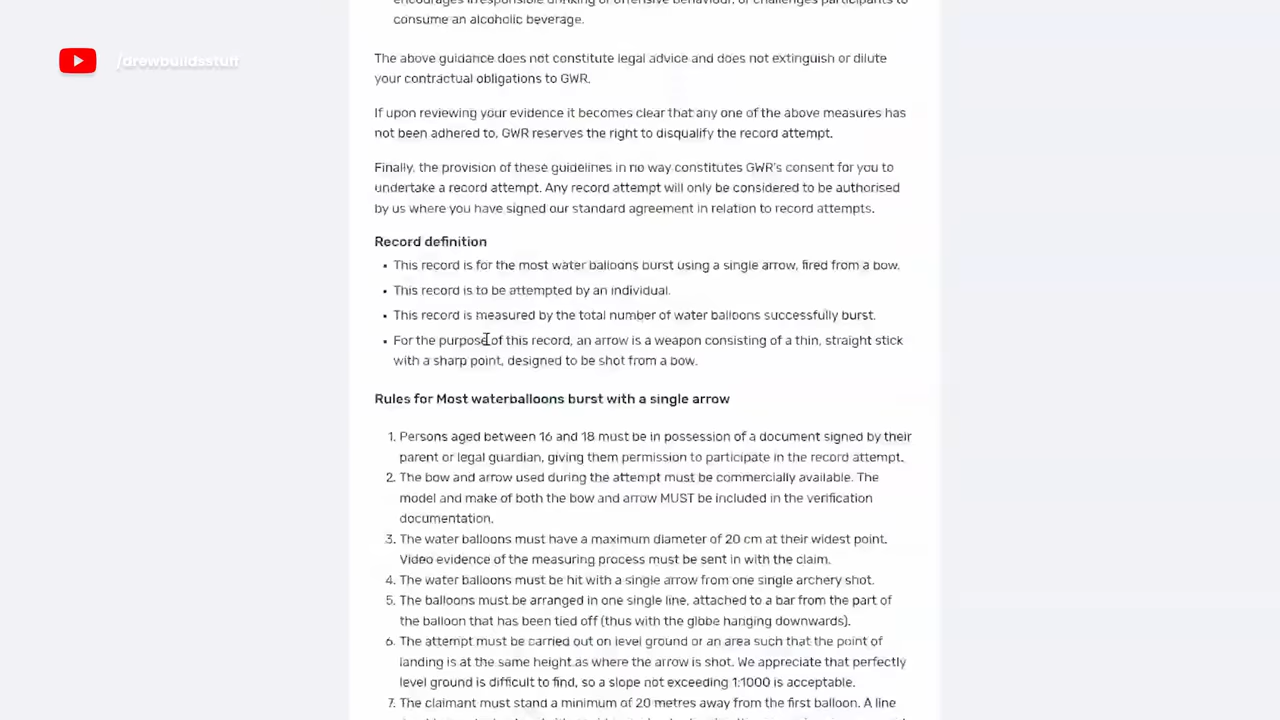 encourages irresponsible drinking or offensive behaviour, or challenges participants to
consume an alcoholic beverage.
/drewbuildsstuff
The above guidance does not constitute legal advice and does not extinguish or dilute
your contractual obligations to GWR.
If upon reviewing your evidence it becomes clear that any one of the above measures has
not been adhered to, GWR reserves the right to disqualify the record attempt.
Finally, the provision of these guidelines in no way constitutes GWR's consent for you to
undertake a record attempt. Any record attempt will only be considered to be authorised
by us where you have signed our standard agreement in relation to record attempts.
Record definition
• This record is for the most water balloons burst using a single arrow, fired from a bow.
• This record is to be attempted by an individual.
• This record is measured by the total number of water balloons successfully burst.
• For the purpose of this record, an arrow is a weapon consisting of a thin, straight stick
with a sharp point, designed to be shot from a bow.
Rules for Most waterballoons burst with a single arrow
1. Persons aged between 16 and 18 must be in possession of a document signed by their
parent or legal guardian, giving them permission to participate in the record attempt.
2. The bow and arrow used during the attempt must be commercially available. The
model and make of both the bow and arrow MUST be included in the verification
documentation.
3. The water balloons must have a maximum diameter of 20 cm at their widest point.
Video evidence of the measuring process must be sent in with the claim.
4. The water balloons must be hit with a single arrow from one single archery shot.
5. The balloons must be arranged in one single line, attached to a bar from the part of
the balloon that has been tied off (thus with the globe hanging downwards).
6. The attempt must be carried out on level ground or an area such that the point of
landing is at the same height as where the arrow is shot. We appreciate that perfectly
level ground is difficult to find, so a slope not exceeding 1:1000 is acceptable.
7. The claimant must stand a minimum of 20 metres away from the first balloon. A line